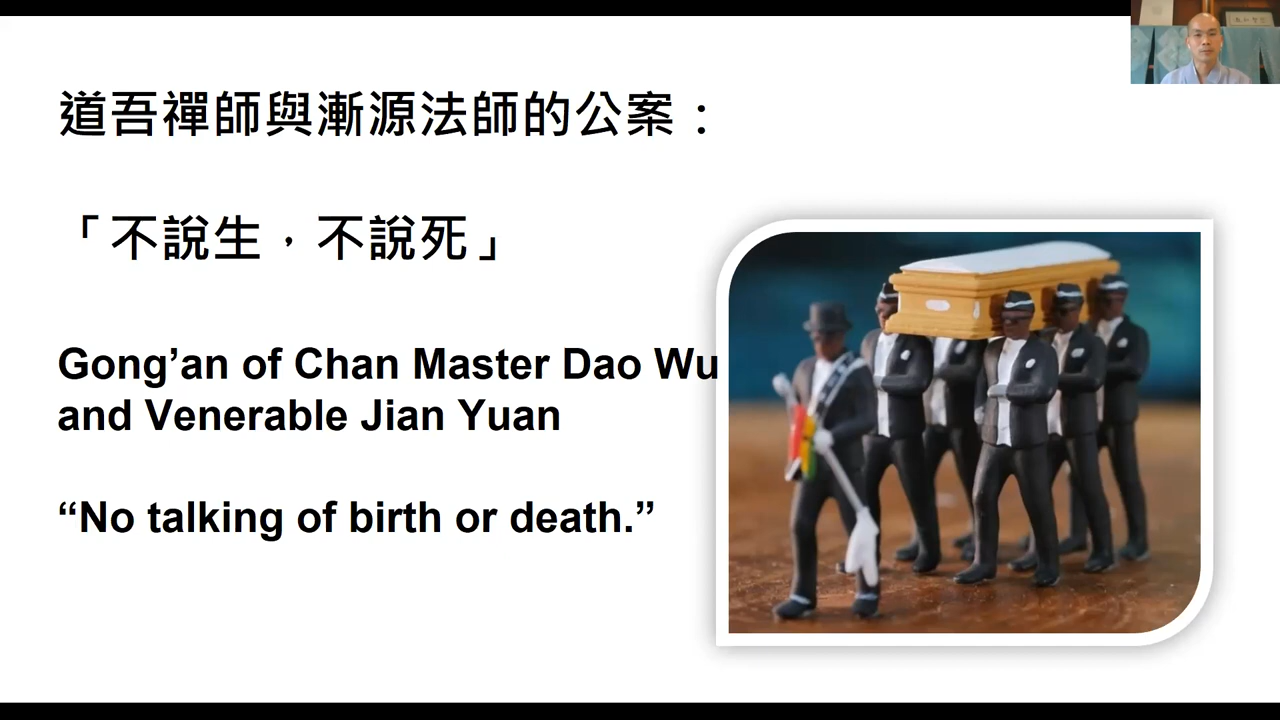 道吾禪師與漸源法師的公案：
「不說生，不說死」
Gong’an of Chan Master Dao Wu
and Venerable Jian Yuan
“No talking of birth or death.”